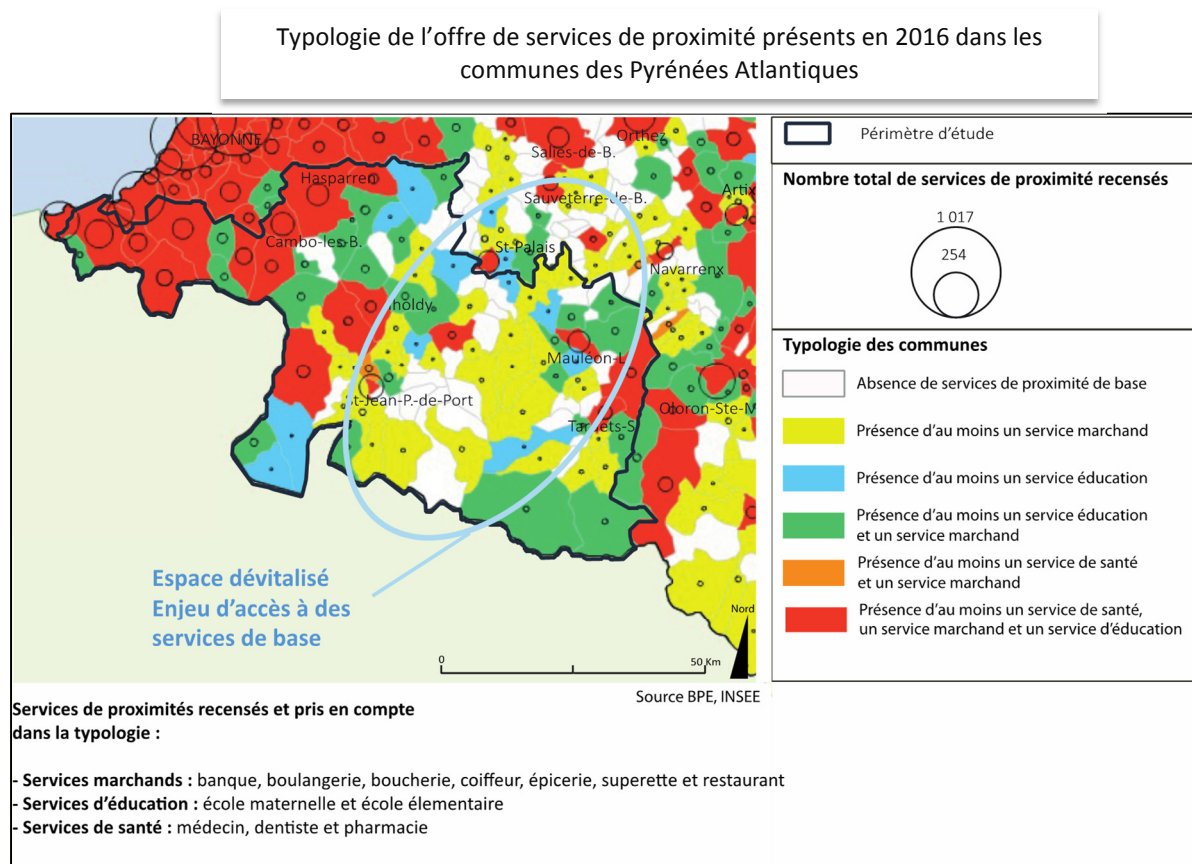 Typologie de l’offre de services de proximité présents en 2016 dans les
communes des Pyrénées Atlantiques
BAYONNE
Hasparren
Cambo-les-B.
Salies-de-B.
Orthez
Sauveterre-de-B.
Artix
St-Palais
Navarrenx
holdy
Mauléon-L
St-Jean-P.-de-Port
Tardets-S
Oloron-Ste-M
Espace dévitalisé
Enjeu d’accès à des
services de base
Nord
0
50 Km
Source BPE, INSEE
Périmètre d’étude
Nombre total de services de proximité recensés
1 017
254
Typologie des communes
Absence de services de proximité de base
Présence d’au moins un service marchand
Présence d’au moins un service éducation
Présence d’au moins un service éducation
et un service marchand
Présence d’au moins un service de santé
et un service marchand
Présence d’au moins un service de santé,
un service marchand et un service d’éducation
Services de proximités recensés et pris en compte
dans la typologie :
- Services marchands : banque, boulangerie, boucherie, coiffeur, épicerie, superette et restaurant
- Services d’éducation : école maternelle et école élementaire
- Services de santé : médecin, dentiste et pharmacie